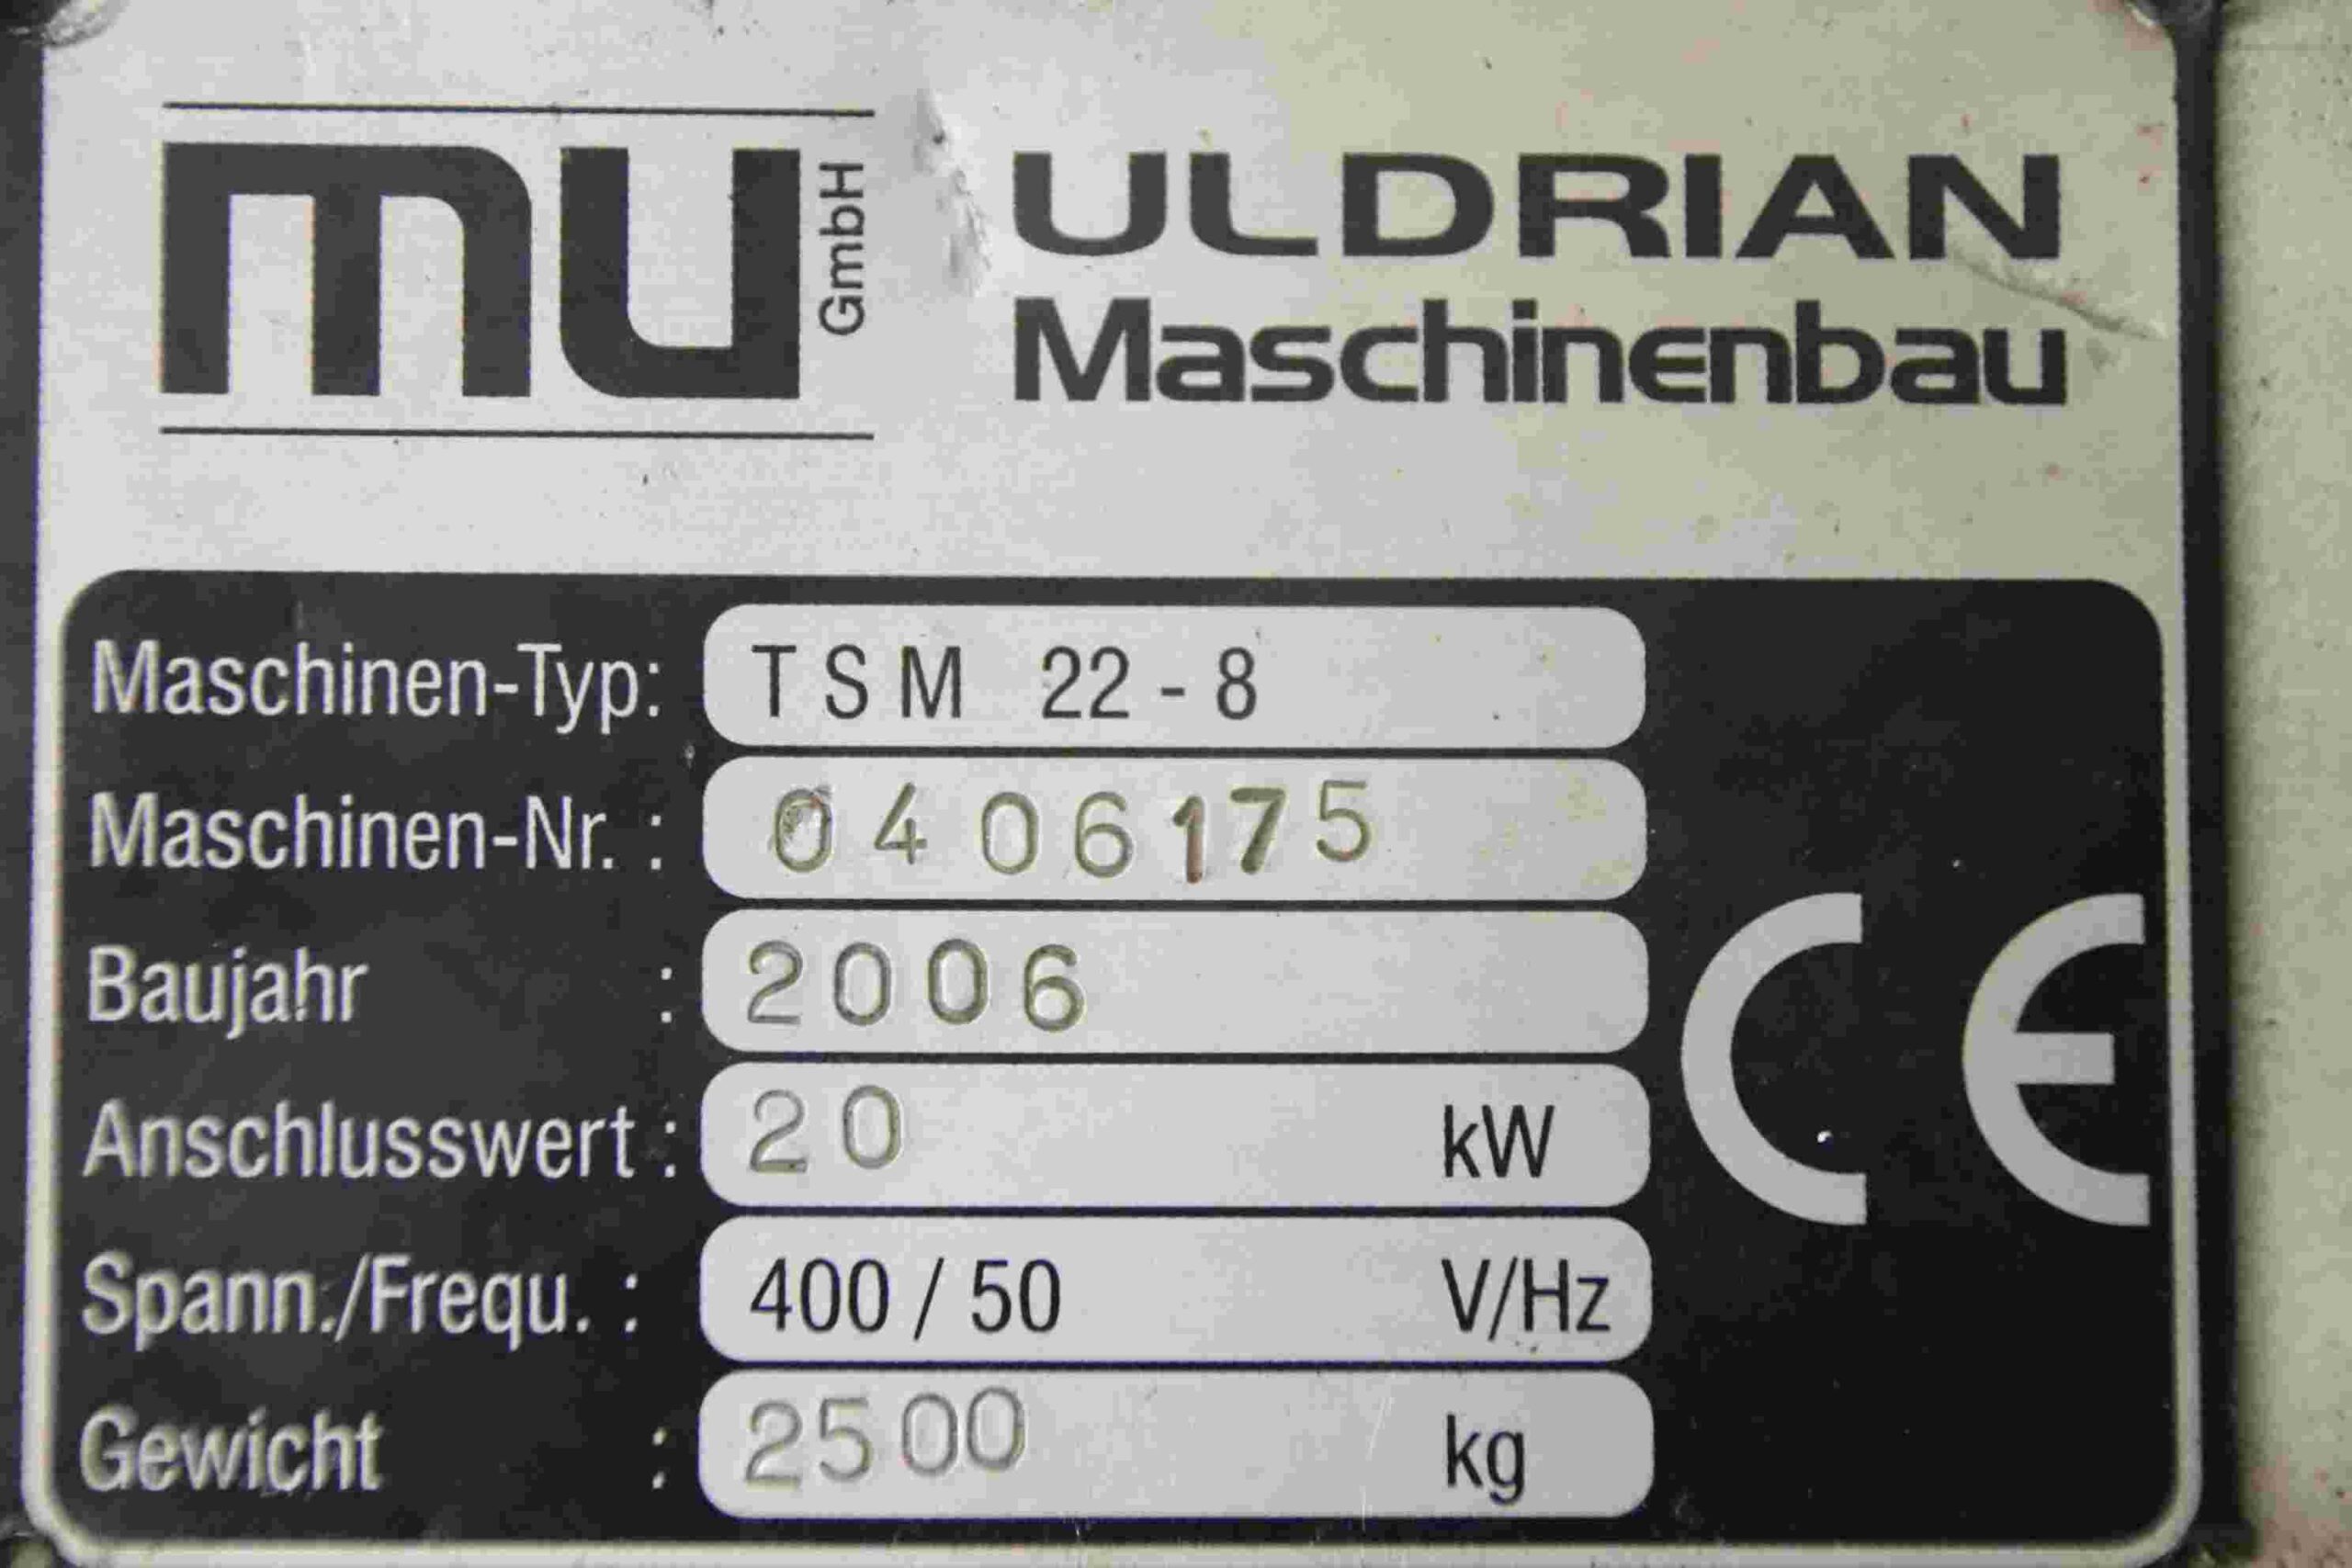 mu GmbH
ULDRIAN
Maschinenbau
Maschinen-Typ: TSM 22-8
Maschinen-Nr. : 0406175
Baujahr : 2006
Anschlusswert : 20 kW
Spann./Frequ. : 400 / 50 V/Hz
Gewicht : 2500 kg
CE